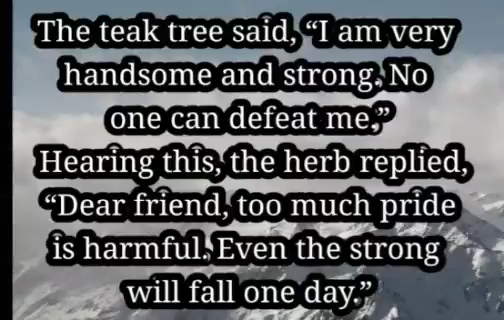 The teak tree said, “I am very
handsome and strong. No
one can defeat me.”
Hearing this, the herb replied,
“Dear friend, too much pride
is harmful. Even the strong
will fall one day.”